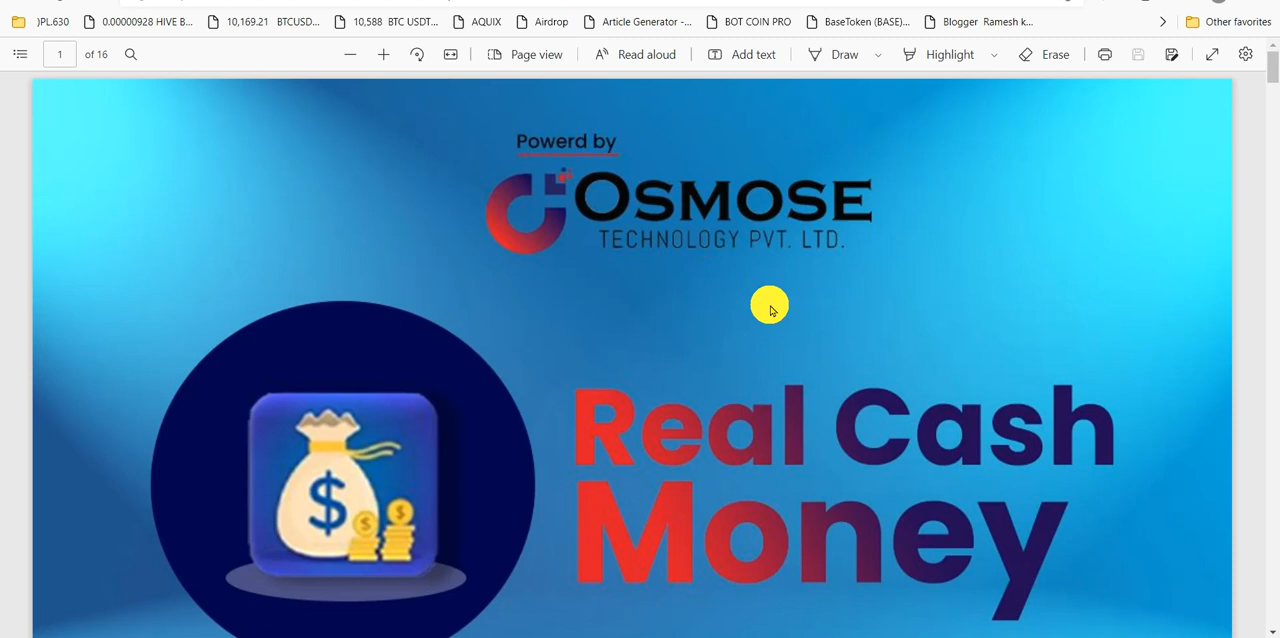 )PL.630 0.00000928 HIVE B... 10,169.21 BTCUSD... 10,588 BTC USDT... AQUIX Airdrop Article Generator -... BOT COIN PRO BaseToken (BASE)... Blogger Ramesh k... Other favorites
1 of 16 Page view Read aloud Add text Draw Highlight Erase
Powerd by
OSMOSE
TECHNOLOGY PVT. LTD.
Real Cash
Money